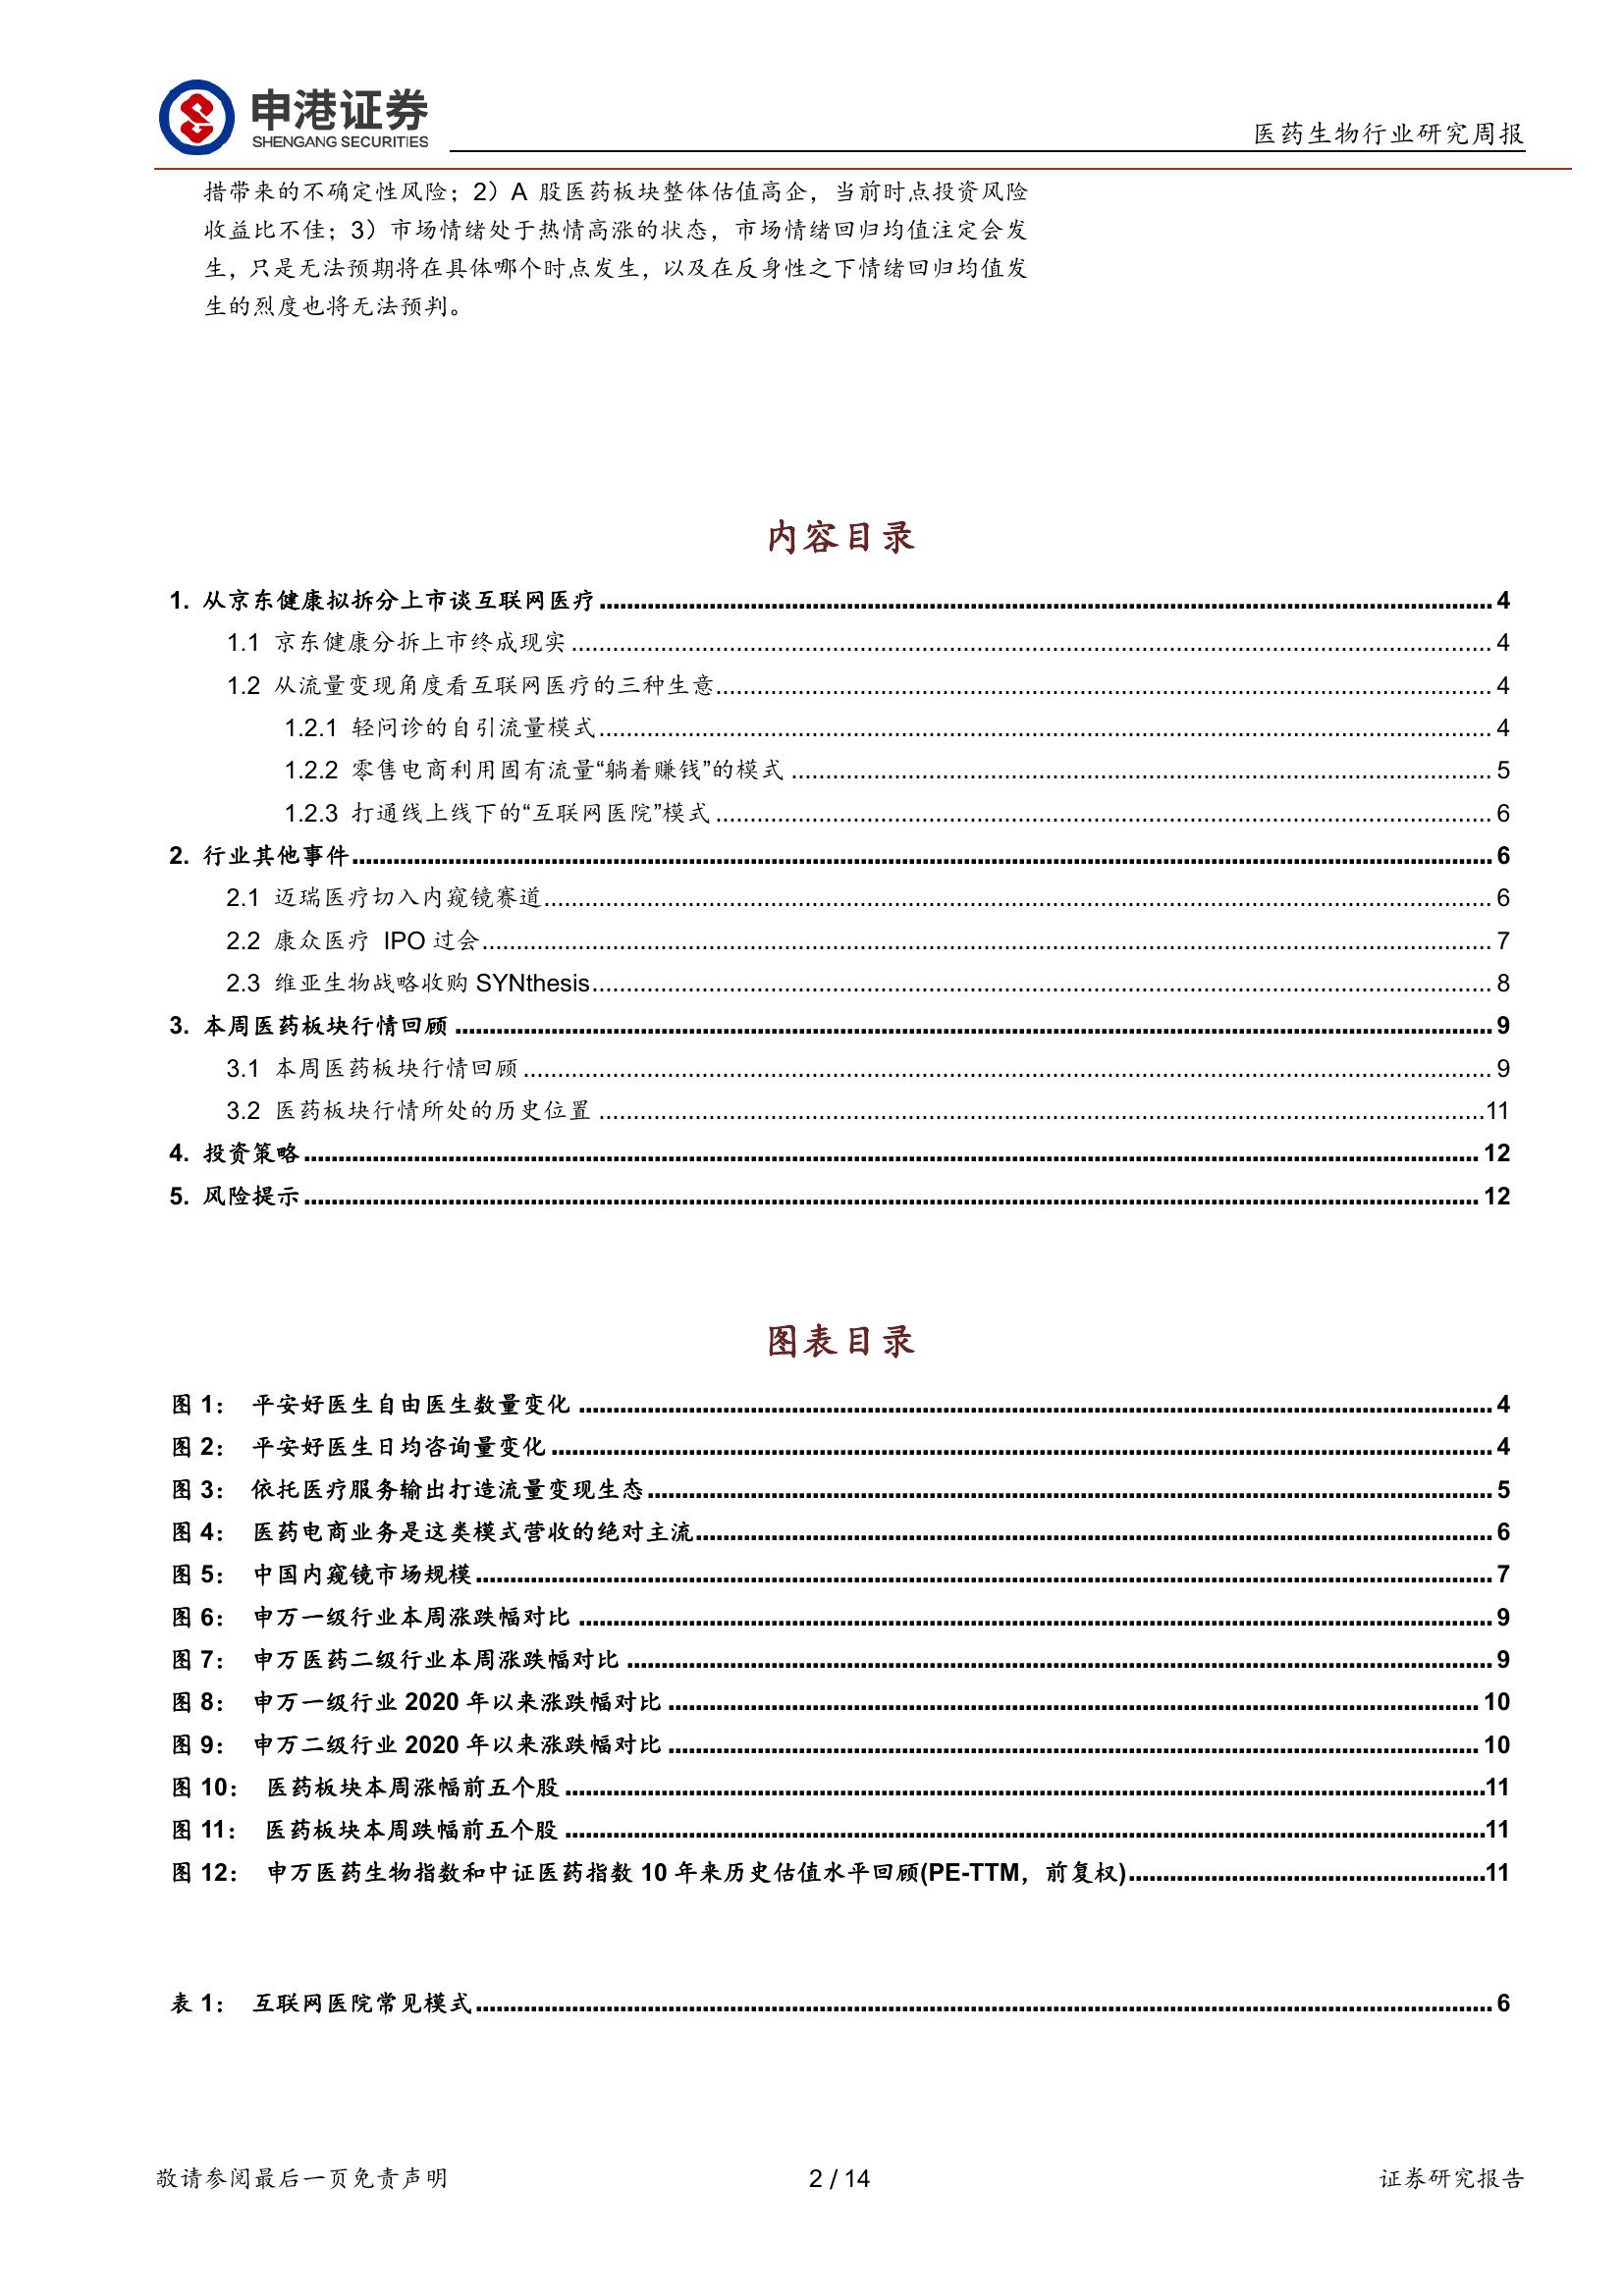 申港证券
SHENGANG SECURITIES
医药生物行业研究周报
措带来的不确定性风险；2）A 股医药板块整体估值高企，当前时点投资风险
收益比不佳；3）市场情绪处于热情高涨的状态，市场情绪回归均值注定会发
生，只是无法预期将在具体哪个时点发生，以及在反身性之下情绪回归均值发
生的烈度也将无法预判。
内容目录
1. 从京东健康拟拆分上市谈互联网医疗 4
1.1 京东健康分拆上市终成现实 4
1.2 从流量变现角度看互联网医疗的三种生意 4
1.2.1 轻问诊的自引流量模式 4
1.2.2 零售电商利用固有流量“躺着赚钱”的模式 5
1.2.3 打通线上线下的“互联网医院”模式 6
2. 行业其他事件 6
2.1 迈瑞医疗切入内窥镜赛道 6
2.2 康众医疗 IPO 过会 7
2.3 维亚生物战略收购 SYNthesis 8
3. 本周医药板块行情回顾 9
3.1 本周医药板块行情回顾 9
3.2 医药板块行情所处的历史位置 11
4. 投资策略 12
5. 风险提示 12
图表目录
图 1： 平安好医生自由医生数量变化 4
图 2： 平安好医生日均咨询量变化 4
图 3： 依托医疗服务输出打造流量变现生态 5
图 4： 医药电商业务是这类模式营收的绝对主流 6
图 5： 中国内窥镜市场规模 7
图 6： 申万一级行业本周涨跌幅对比 9
图 7： 申万医药二级行业本周涨跌幅对比 9
图 8： 申万一级行业 2020 年以来涨跌幅对比 10
图 9： 申万二级行业 2020 年以来涨跌幅对比 10
图 10： 医药板块本周涨幅前五个股 11
图 11： 医药板块本周跌幅前五个股 11
图 12： 申万医药生物指数和中证医药指数 10 年来历史估值水平回顾(PE-TTM，前复权) 11
表 1： 互联网医院常见模式 6
敬请参阅最后一页免责声明
2 / 14
证券研究报告